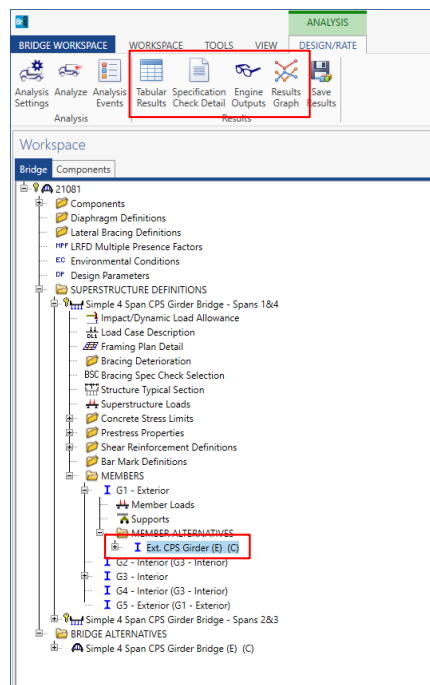 Br
ANALYSIS
BRIDGE WORKSPACE WORKSPACE TOOLS VIEW DESIGN/RATE
Analysis Settings Analyze Analysis Events Tabular Results Specification Check Detail Engine Outputs Results Graph Save Results
Analysis Results
Workspace
Bridge Components
21081
Components
Diaphragm Definitions
Lateral Bracing Definitions
MPF LRFD Multiple Presence Factors
EC Environmental Conditions
DP Design Parameters
SUPERSTRUCTURE DEFINITIONS
Simple 4 Span CPS Girder Bridge - Spans 1&4
Impact/Dynamic Load Allowance
DL1 Load Case Description
Framing Plan Detail
Bracing Deterioration
BSC Bracing Spec Check Selection
Structure Typical Section
Superstructure Loads
Concrete Stress Limits
Prestress Properties
Shear Reinforcement Definitions
Bar Mark Definitions
MEMBERS
G1 - Exterior
Member Loads
Supports
MEMBER ALTERNATIVES
Ext. CPS Girder (E) (C)
G2 - Interior (G3 - Interior)
G3 - Interior
G4 - Interior (G3 - Interior)
G5 - Exterior (G1 - Exterior)
Simple 4 Span CPS Girder Bridge - Spans 2&3
BRIDGE ALTERNATIVES
Simple 4 Span CPS Girder Bridge (E) (C)